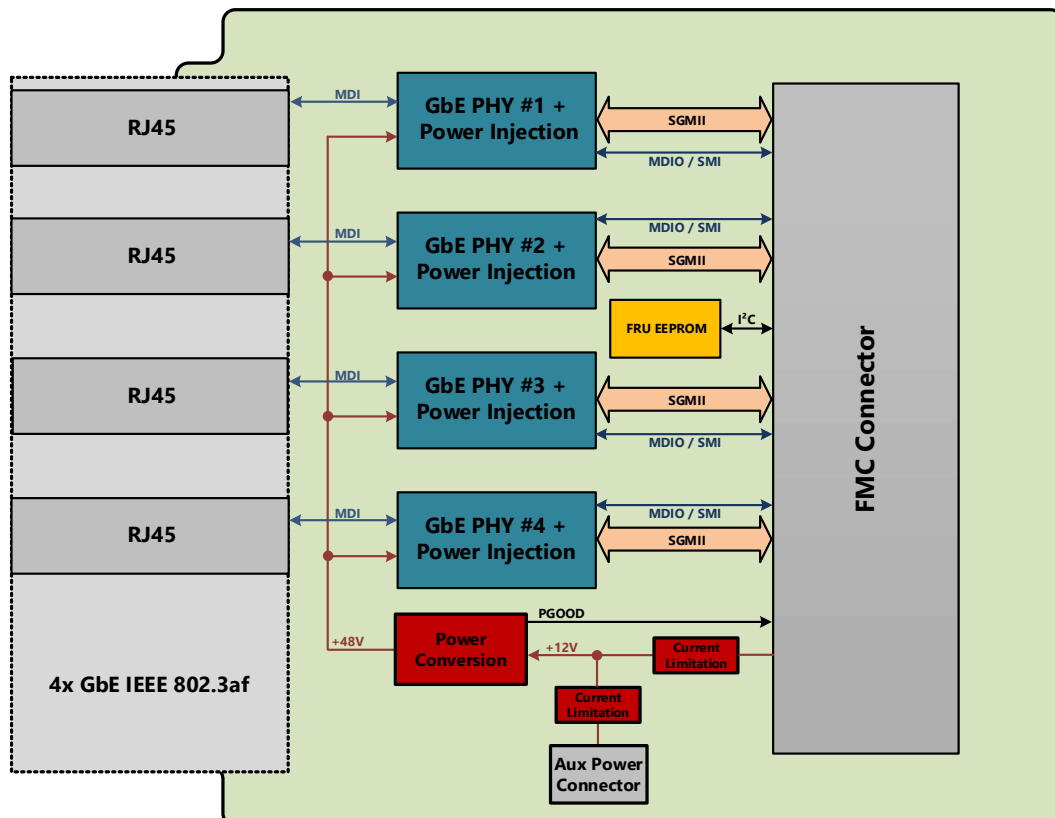 RJ45
MDI
GbE PHY #1 +
Power Injection
SGMII
MDIO / SMI
RJ45
MDI
GbE PHY #2 +
Power Injection
MDIO / SMI
SGMII
FRU EEPROM
I²C
RJ45
MDI
GbE PHY #3 +
Power Injection
SGMII
MDIO / SMI
RJ45
MDI
GbE PHY #4 +
Power Injection
MDIO / SMI
SGMII
FMC Connector
4x GbE IEEE 802.3af
+48V
Power
Conversion
PGOOD
+12V
Current
Limitation
Current
Limitation
Aux Power
Connector